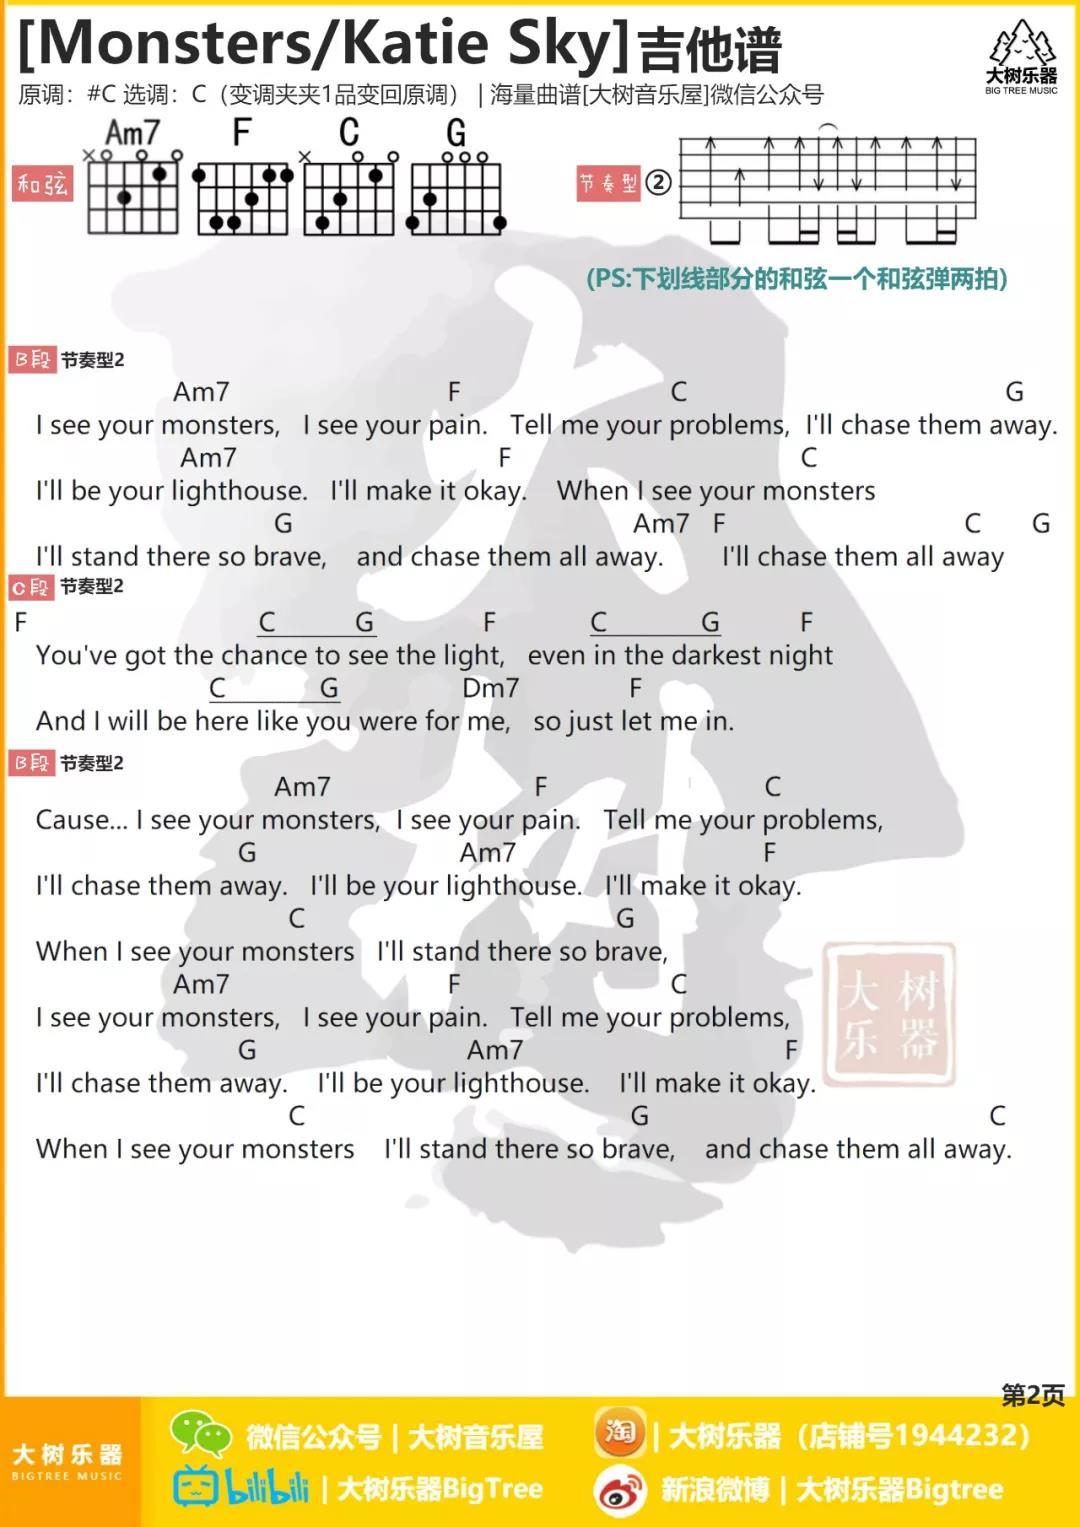 [Monsters/Katie Sky]吉他谱
大树乐器
BIG TREE MUSIC
原调：#C 选调：C（变调夹夹1品变回原调）| 海量曲谱[大树音乐屋]微信公众号
和弦 Am7 F C G
节奏型 ②
(PS:下划线部分的和弦一个和弦弹两拍)
B段 节奏型2
Am7 F C G
I see your monsters, I see your pain. Tell me your problems, I'll chase them away.
Am7 F C
I'll be your lighthouse. I'll make it okay. When I see your monsters
G Am7 F C G
I'll stand there so brave, and chase them all away. I'll chase them all away
C段 节奏型2
F C G F C G F
You've got the chance to see the light, even in the darkest night
C G Dm7 F
And I will be here like you were for me, so just let me in.
B段 节奏型2
Am7 F C
Cause... I see your monsters, I see your pain. Tell me your problems,
G Am7 F
I'll chase them away. I'll be your lighthouse. I'll make it okay.
C G
When I see your monsters I'll stand there so brave,
Am7 F C
I see your monsters, I see your pain. Tell me your problems,
G Am7 F
I'll chase them away. I'll be your lighthouse. I'll make it okay.
C G C
When I see your monsters I'll stand there so brave, and chase them all away.
大树
大树
乐器
第2页
大树乐器
BIGTREE MUSIC
微信公众号 | 大树音乐屋
淘 | 大树乐器（店铺号1944232）
bilibili | 大树乐器BigTree
新浪微博 | 大树乐器Bigtree